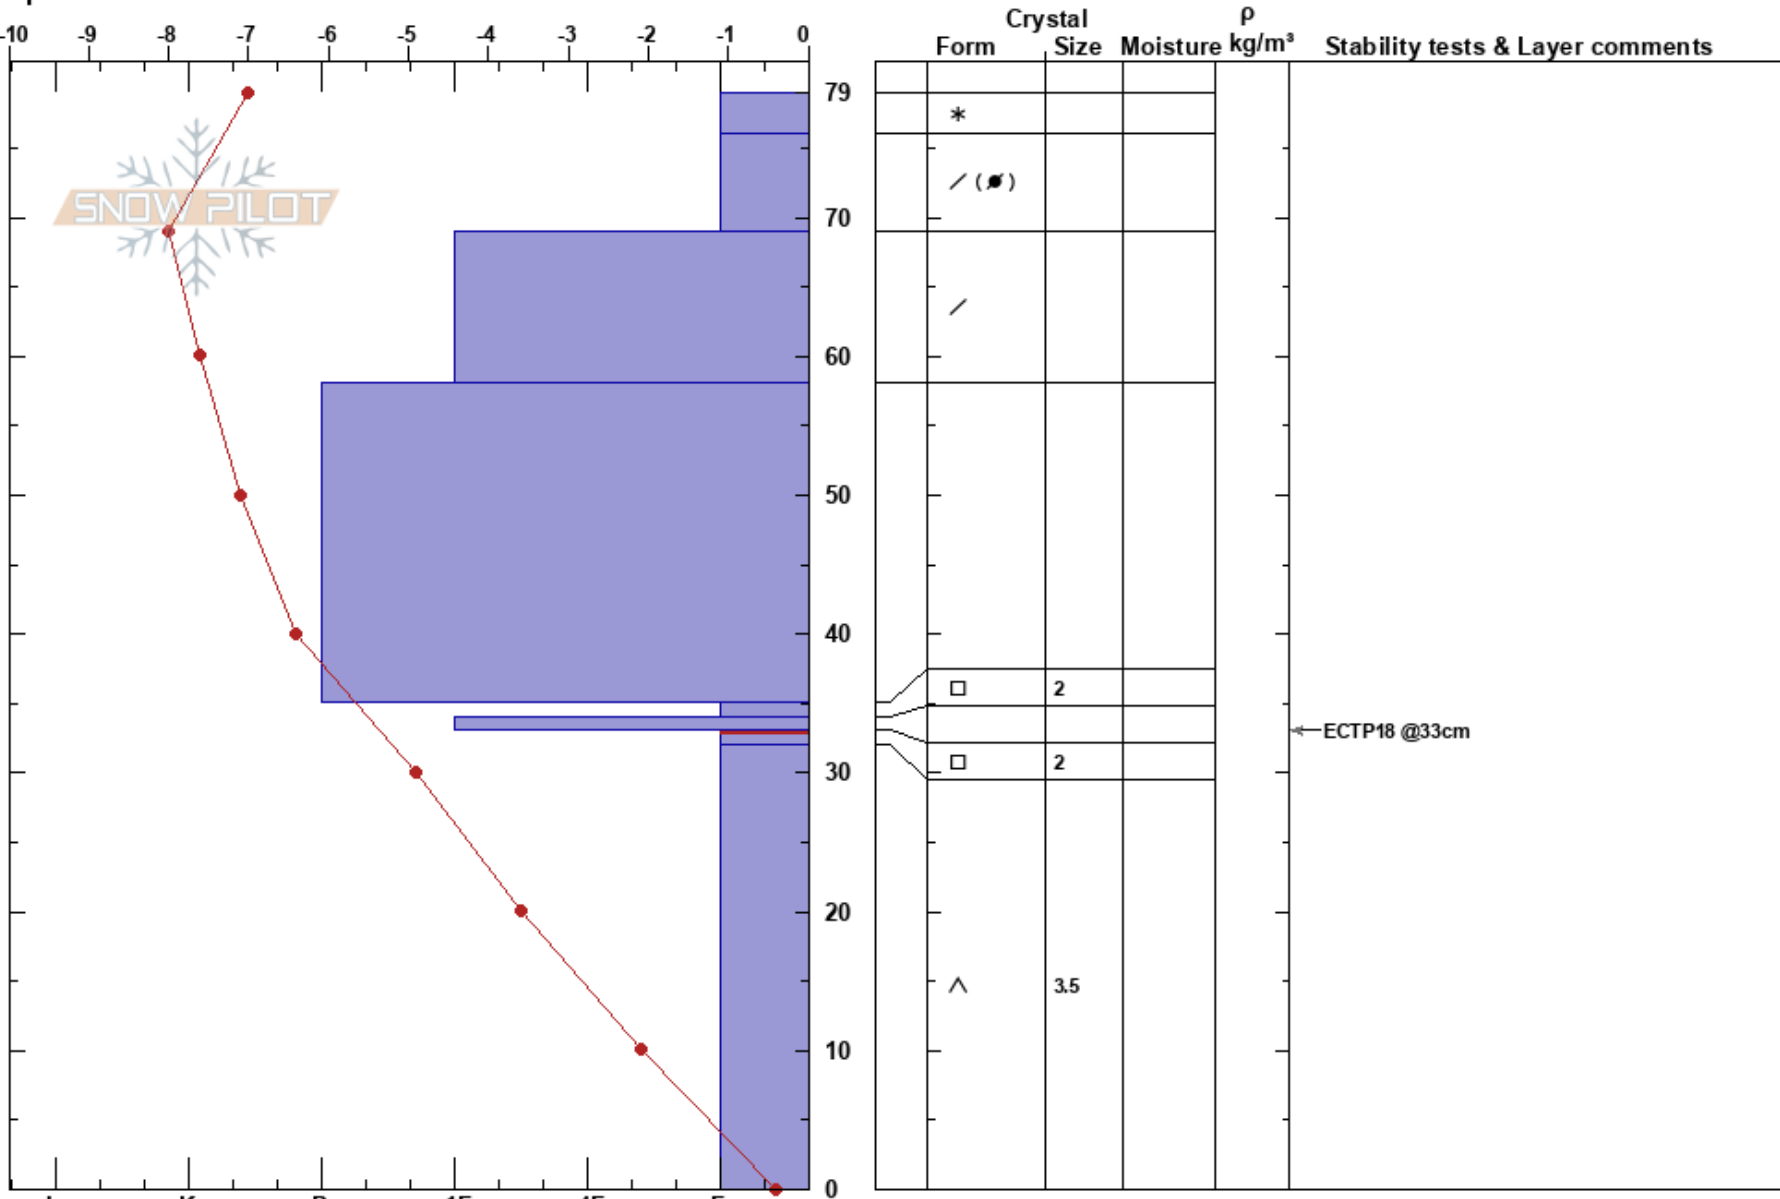 Crystal ρ
-10 -9 -8 -7 -6 -5 -4 -3 -2 -1 0 Form Size Moisture kg/m³ Stability tests & Layer comments
79
*
/ ( )
SNOW PILOT
70
/
60
50
40
□ 2
ECTP18 @33cm
□ 2
30
20
∧ 3.5
10
0